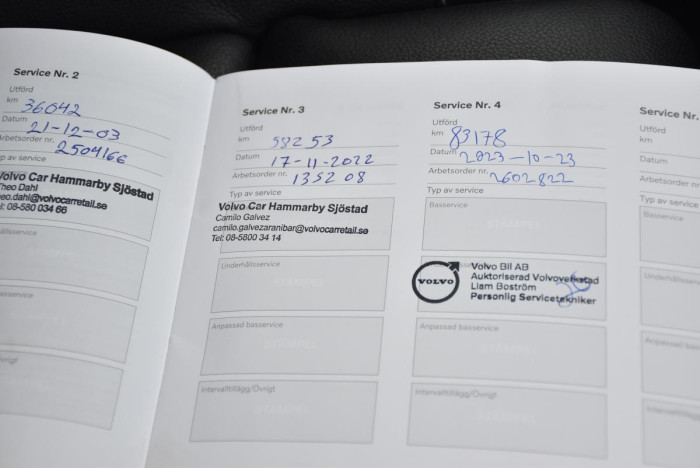 Service Nr. 2
Utförd
km 36042
Datum 21-12-03
Arbetsorder nr. 2504166
p av service
Volvo Car Hammarby Sjöstad
Theo Dahl
eo.dahl@volvocarretail.se
l: 08-580 034 66
Service Nr. 3
Utförd
km 58253
Datum 17-11-2022
Arbetsorder nr. 1352 08
Typ av service
Volvo Car Hammarby Sjöstad
Camilo Galvez
camilo.galvezaranibar@volvocarretail.se
Tel: 08-5800 34 14
Underhållsservice
Anpassad basservice
Intervalltillägg/Övrigt
Service Nr. 4
Utförd
km 83178
Datum 2023-10-23
Arbetsorder nr. 2602822
Typ av service
Basservice
VOLVO
Volvo Bil AB
Auktoriserad Volvoverkstad
Liam Boström
Personlig Servicetekniker
Anpassad basservice
Intervalltillägg/Övrigt
Service Nr.
Utförd
km
Datum
Arbetsorder nr
Typ av service
Basservice